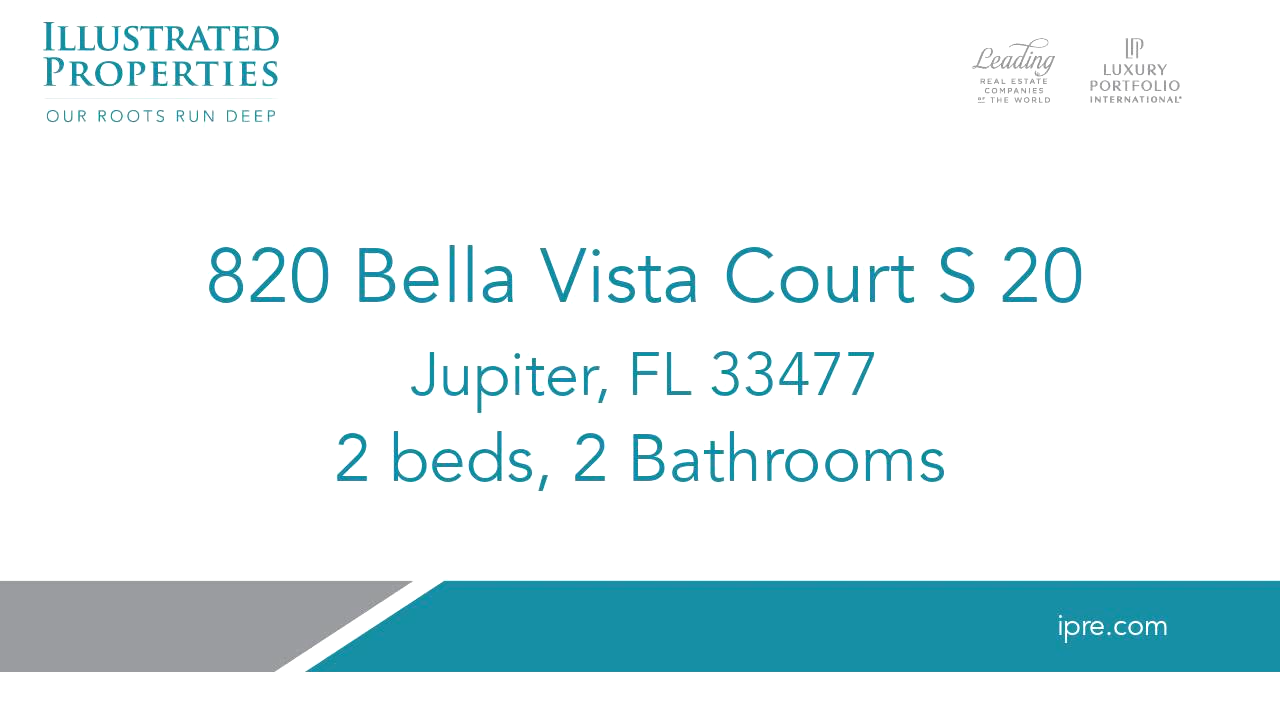 ILLUSTRATED
PROPERTIES
OUR ROOTS RUN DEEP
Leading
REAL ESTATE
COMPANIES
OF THE WORLD
LP
LUXURY
PORTFOLIO
INTERNATIONAL®
820 Bella Vista Court S 20
Jupiter, FL 33477
2 beds, 2 Bathrooms
ipre.com